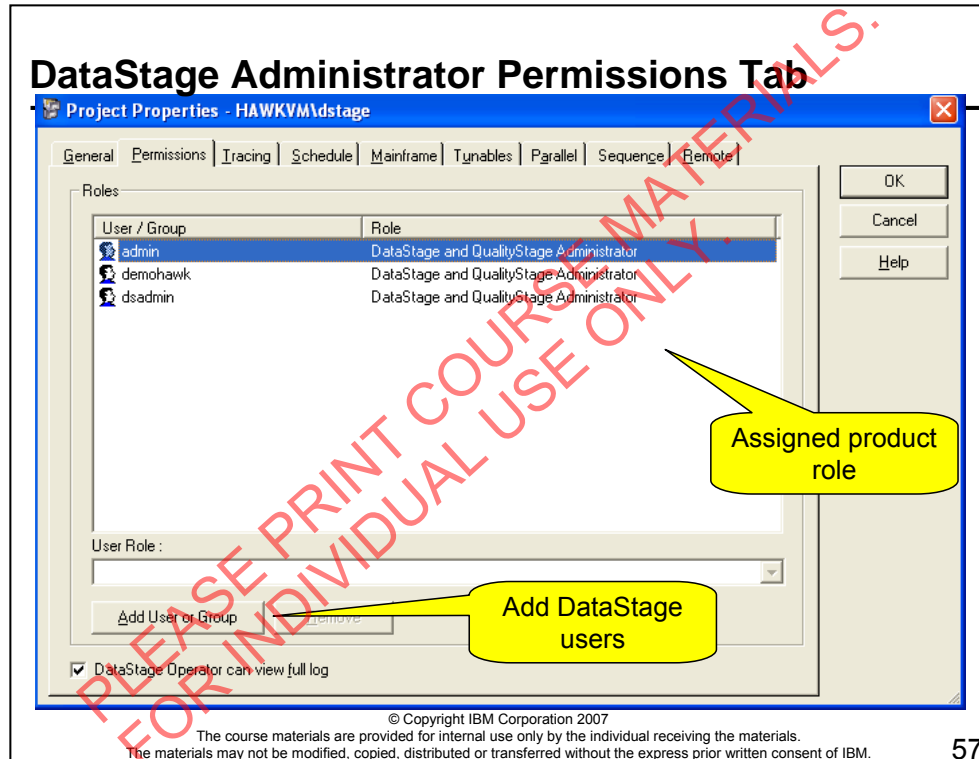 DataStage Administrator Permissions Tab
Project Properties - HAWKVM\dstage
General Permissions Tracing Schedule Mainframe Tunables Parallel Sequence Remote
OK
Cancel
Help
Roles
User / Group Role
admin DataStage and QualityStage Administrator
demohawk DataStage and QualityStage Administrator
dsadmin DataStage and QualityStage Administrator
Assigned product
role
User Role :
Add User or Group Remove
Add DataStage
users
DataStage Operator can view full log
PLEASE PRINT COURSE MATERIALS.
FOR INDIVIDUAL USE ONLY.
© Copyright IBM Corporation 2007
The course materials are provided for internal use only by the individual receiving the materials.
The materials may not be modified, copied, distributed or transferred without the express prior written consent of IBM.
57